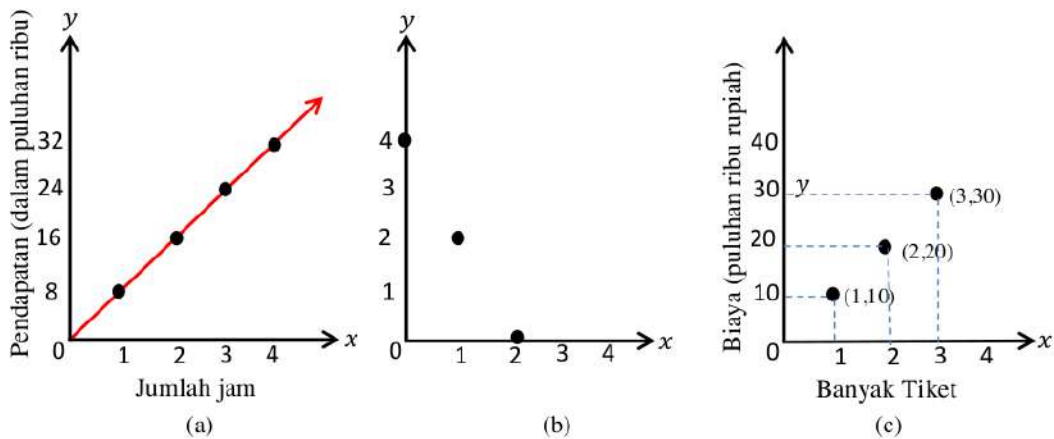 y
Pendapatan (dalam puluhan ribu)
32
24
16
8
0
1 2 3 4
x
Jumlah jam
(a)
y
4
3
2
1
0
1 2 3 4
x
(b)
Biaya (puluhan ribu rupiah)
40
30
y
20
10
0
(3,30)
(2,20)
(1,10)
1 2 3 4
x
Banyak Tiket
(c)